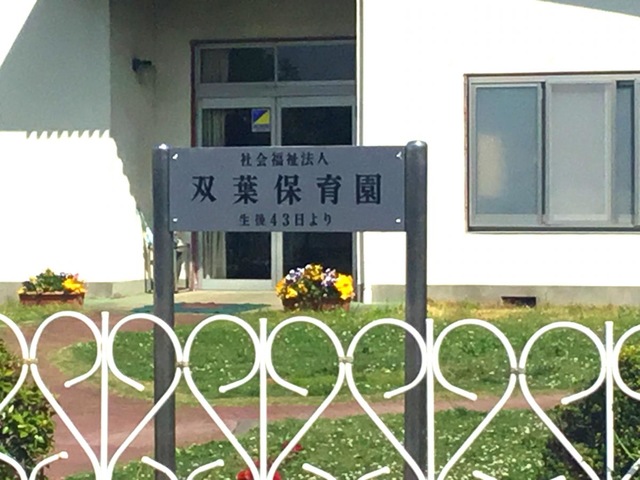 社会福祉法人
双葉保育園
生後43日より